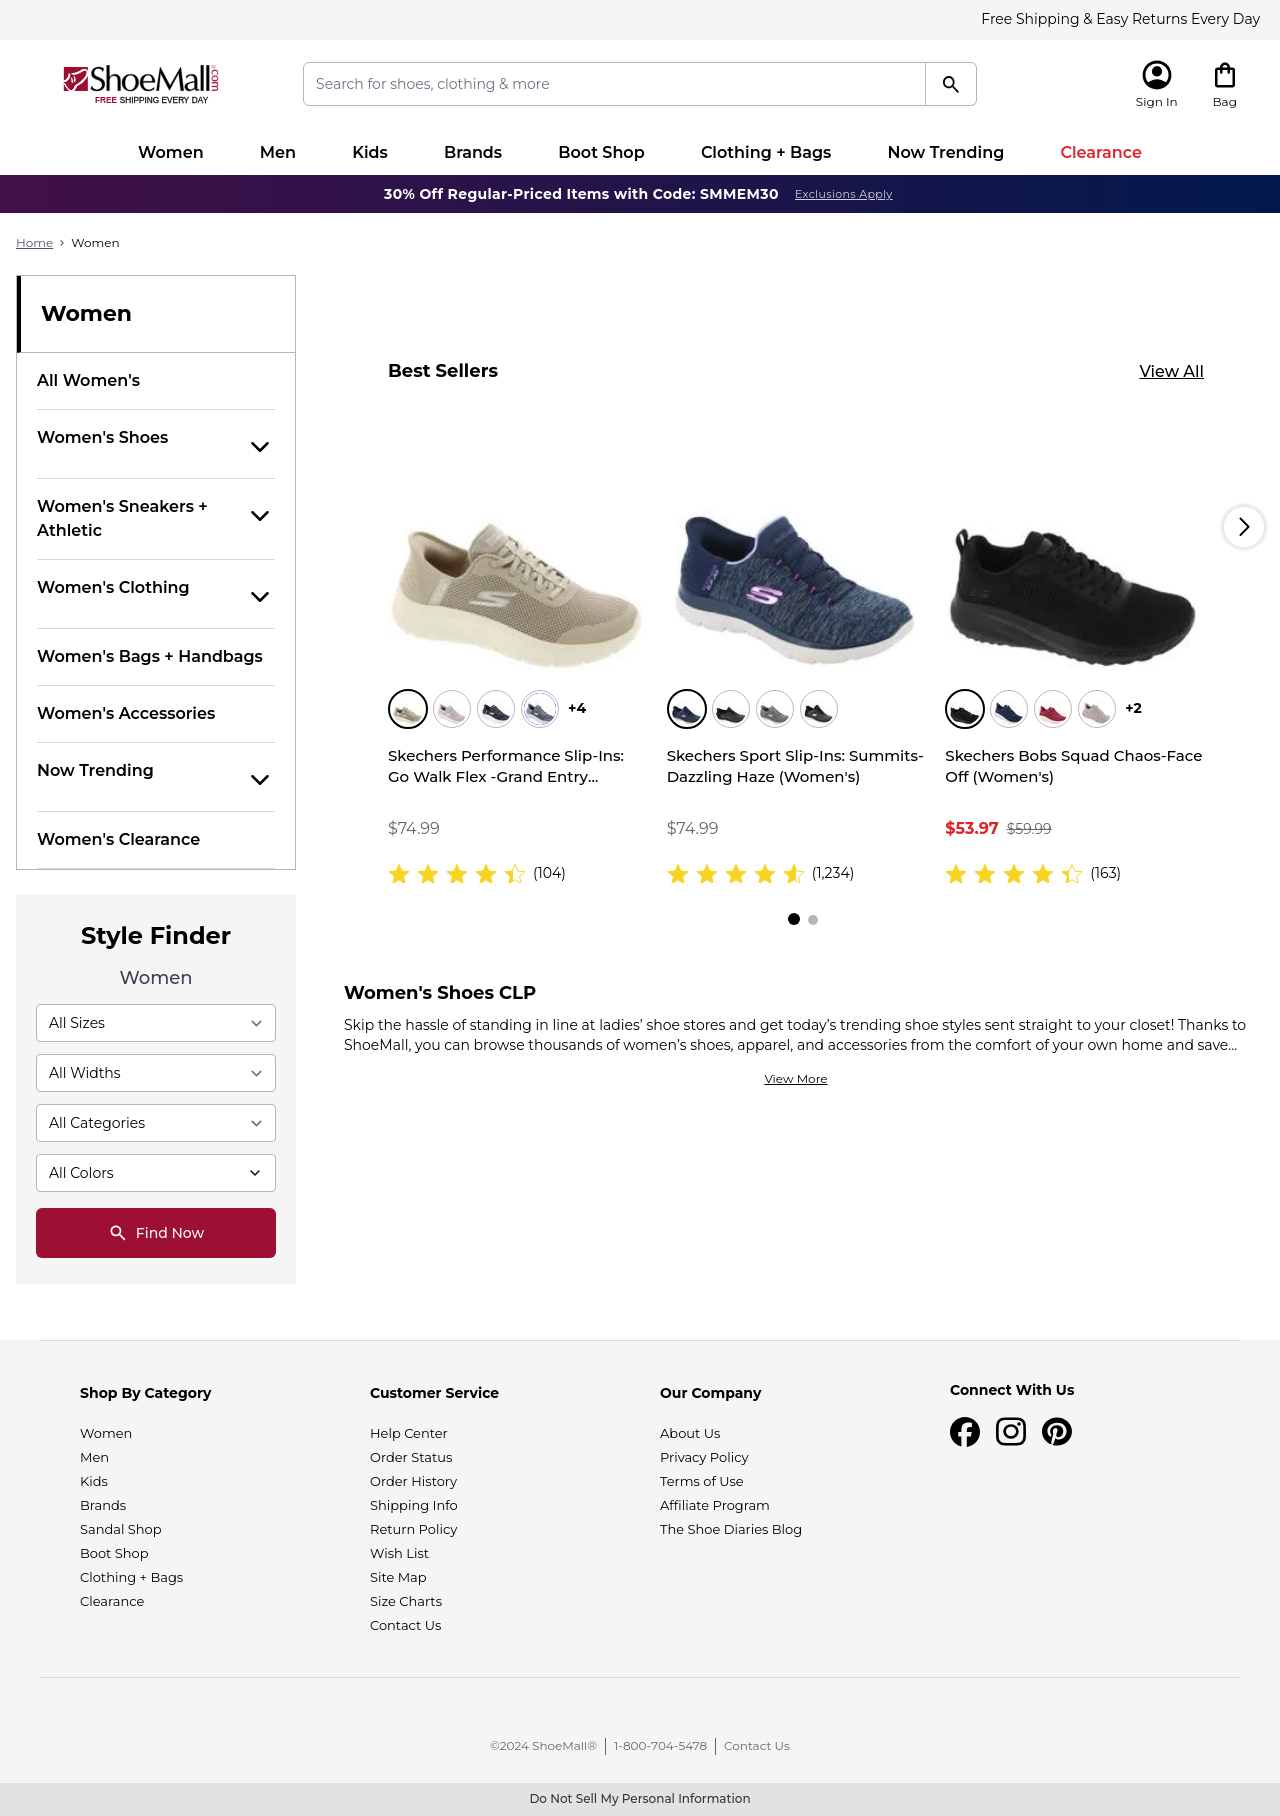 Free Shipping & Easy Returns Every Day
ShoeMall.com
FREE SHIPPING EVERY DAY
Search for shoes, clothing & more
Sign In
Bag
Women
Men
Kids
Brands
Boot Shop
Clothing + Bags
Now Trending
Clearance
30% Off Regular-Priced Items with Code: SMMEM30
Exclusions Apply
Home
Women
Women
All Women's
Women's Shoes
Women's Sneakers +
Athletic
Women's Clothing
Women's Bags + Handbags
Women's Accessories
Now Trending
Women's Clearance
Style Finder
Women
All Sizes
All Widths
All Categories
All Colors
Find Now
Best Sellers
View All
+4
Skechers Performance Slip-Ins:
Go Walk Flex -Grand Entry...
$74.99
(104)
Skechers Sport Slip-Ins: Summits-
Dazzling Haze (Women's)
$74.99
(1,234)
+2
Skechers Bobs Squad Chaos-Face
Off (Women's)
$53.97 $59.99
(163)
Women's Shoes CLP
Skip the hassle of standing in line at ladies’ shoe stores and get today’s trending shoe styles sent straight to your closet! Thanks to
ShoeMall, you can browse thousands of women’s shoes, apparel, and accessories from the comfort of your own home and save...
View More
Shop By Category
Women
Men
Kids
Brands
Sandal Shop
Boot Shop
Clothing + Bags
Clearance
Customer Service
Help Center
Order Status
Order History
Shipping Info
Return Policy
Wish List
Site Map
Size Charts
Contact Us
Our Company
About Us
Privacy Policy
Terms of Use
Affiliate Program
The Shoe Diaries Blog
Connect With Us
©2024 ShoeMall®
1-800-704-5478
Contact Us
Do Not Sell My Personal Information